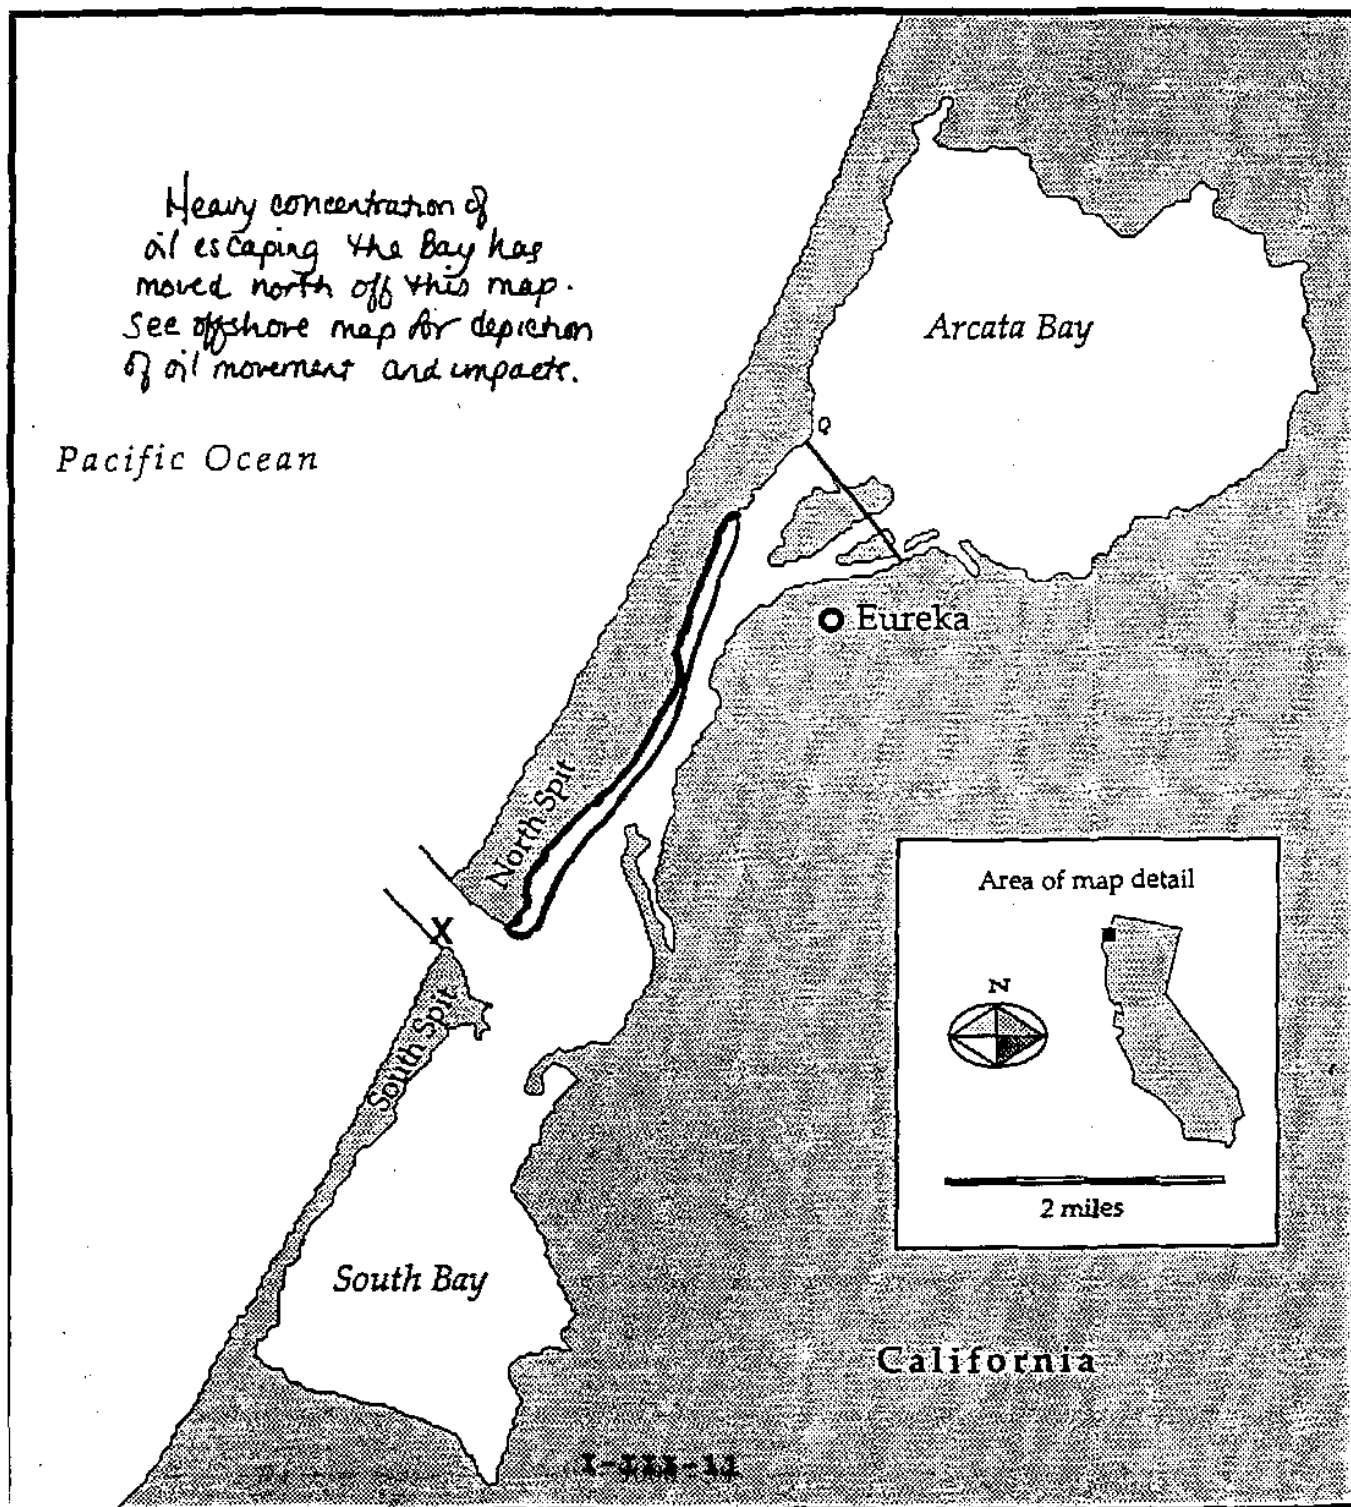 Heavy concentration of
oil escaping the Bay has
moved north off this map.
See offshore map for depiction
of oil movement and impacts.
Arcata Bay
Pacific Ocean
Eureka
North Spit
X
South Spit
Area of map detail
N
2 miles
South Bay
California
I-III-11